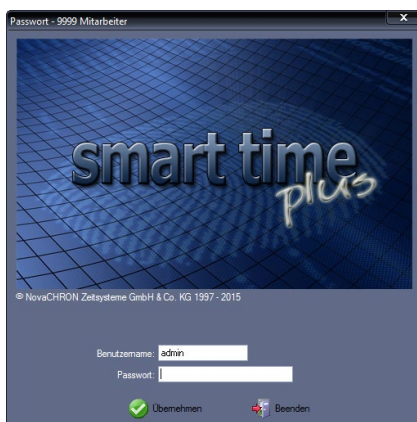 Passwort - 9999 Mitarbeiter
x
smart time
plus
© NovaCHRON Zeitsysteme GmbH & Co. KG 1997 - 2015
Benutzername: admin
Passwort:
Übernehmen Beenden